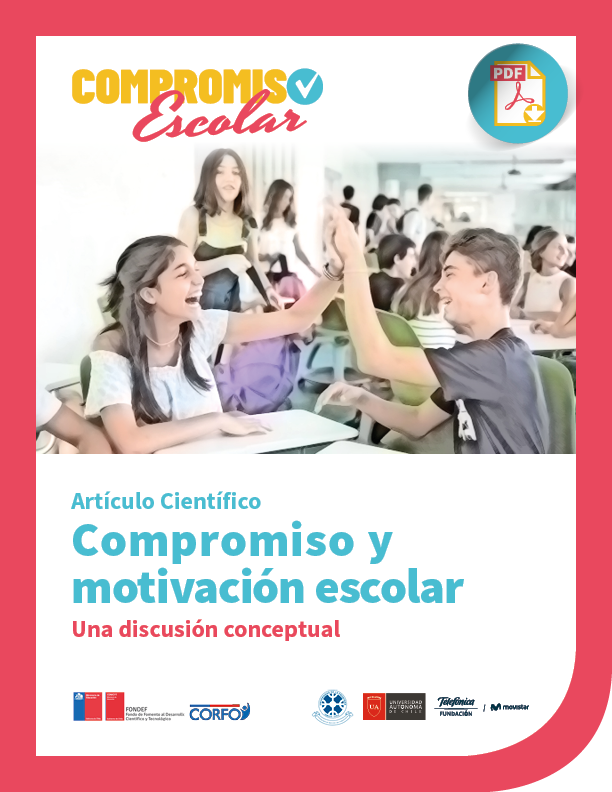 COMPROMISO
Escolar
PDF
Artículo Científico
Compromiso y
motivación escolar
Una discusión conceptual
FONDEF
Fondo de Fomento al Desarrollo
Científico y Tecnológico
CORFO
UA
UNIVERSIDAD
AUTÓNOMA
DE CHILE
Telefónica
FUNDACIÓN
movistar